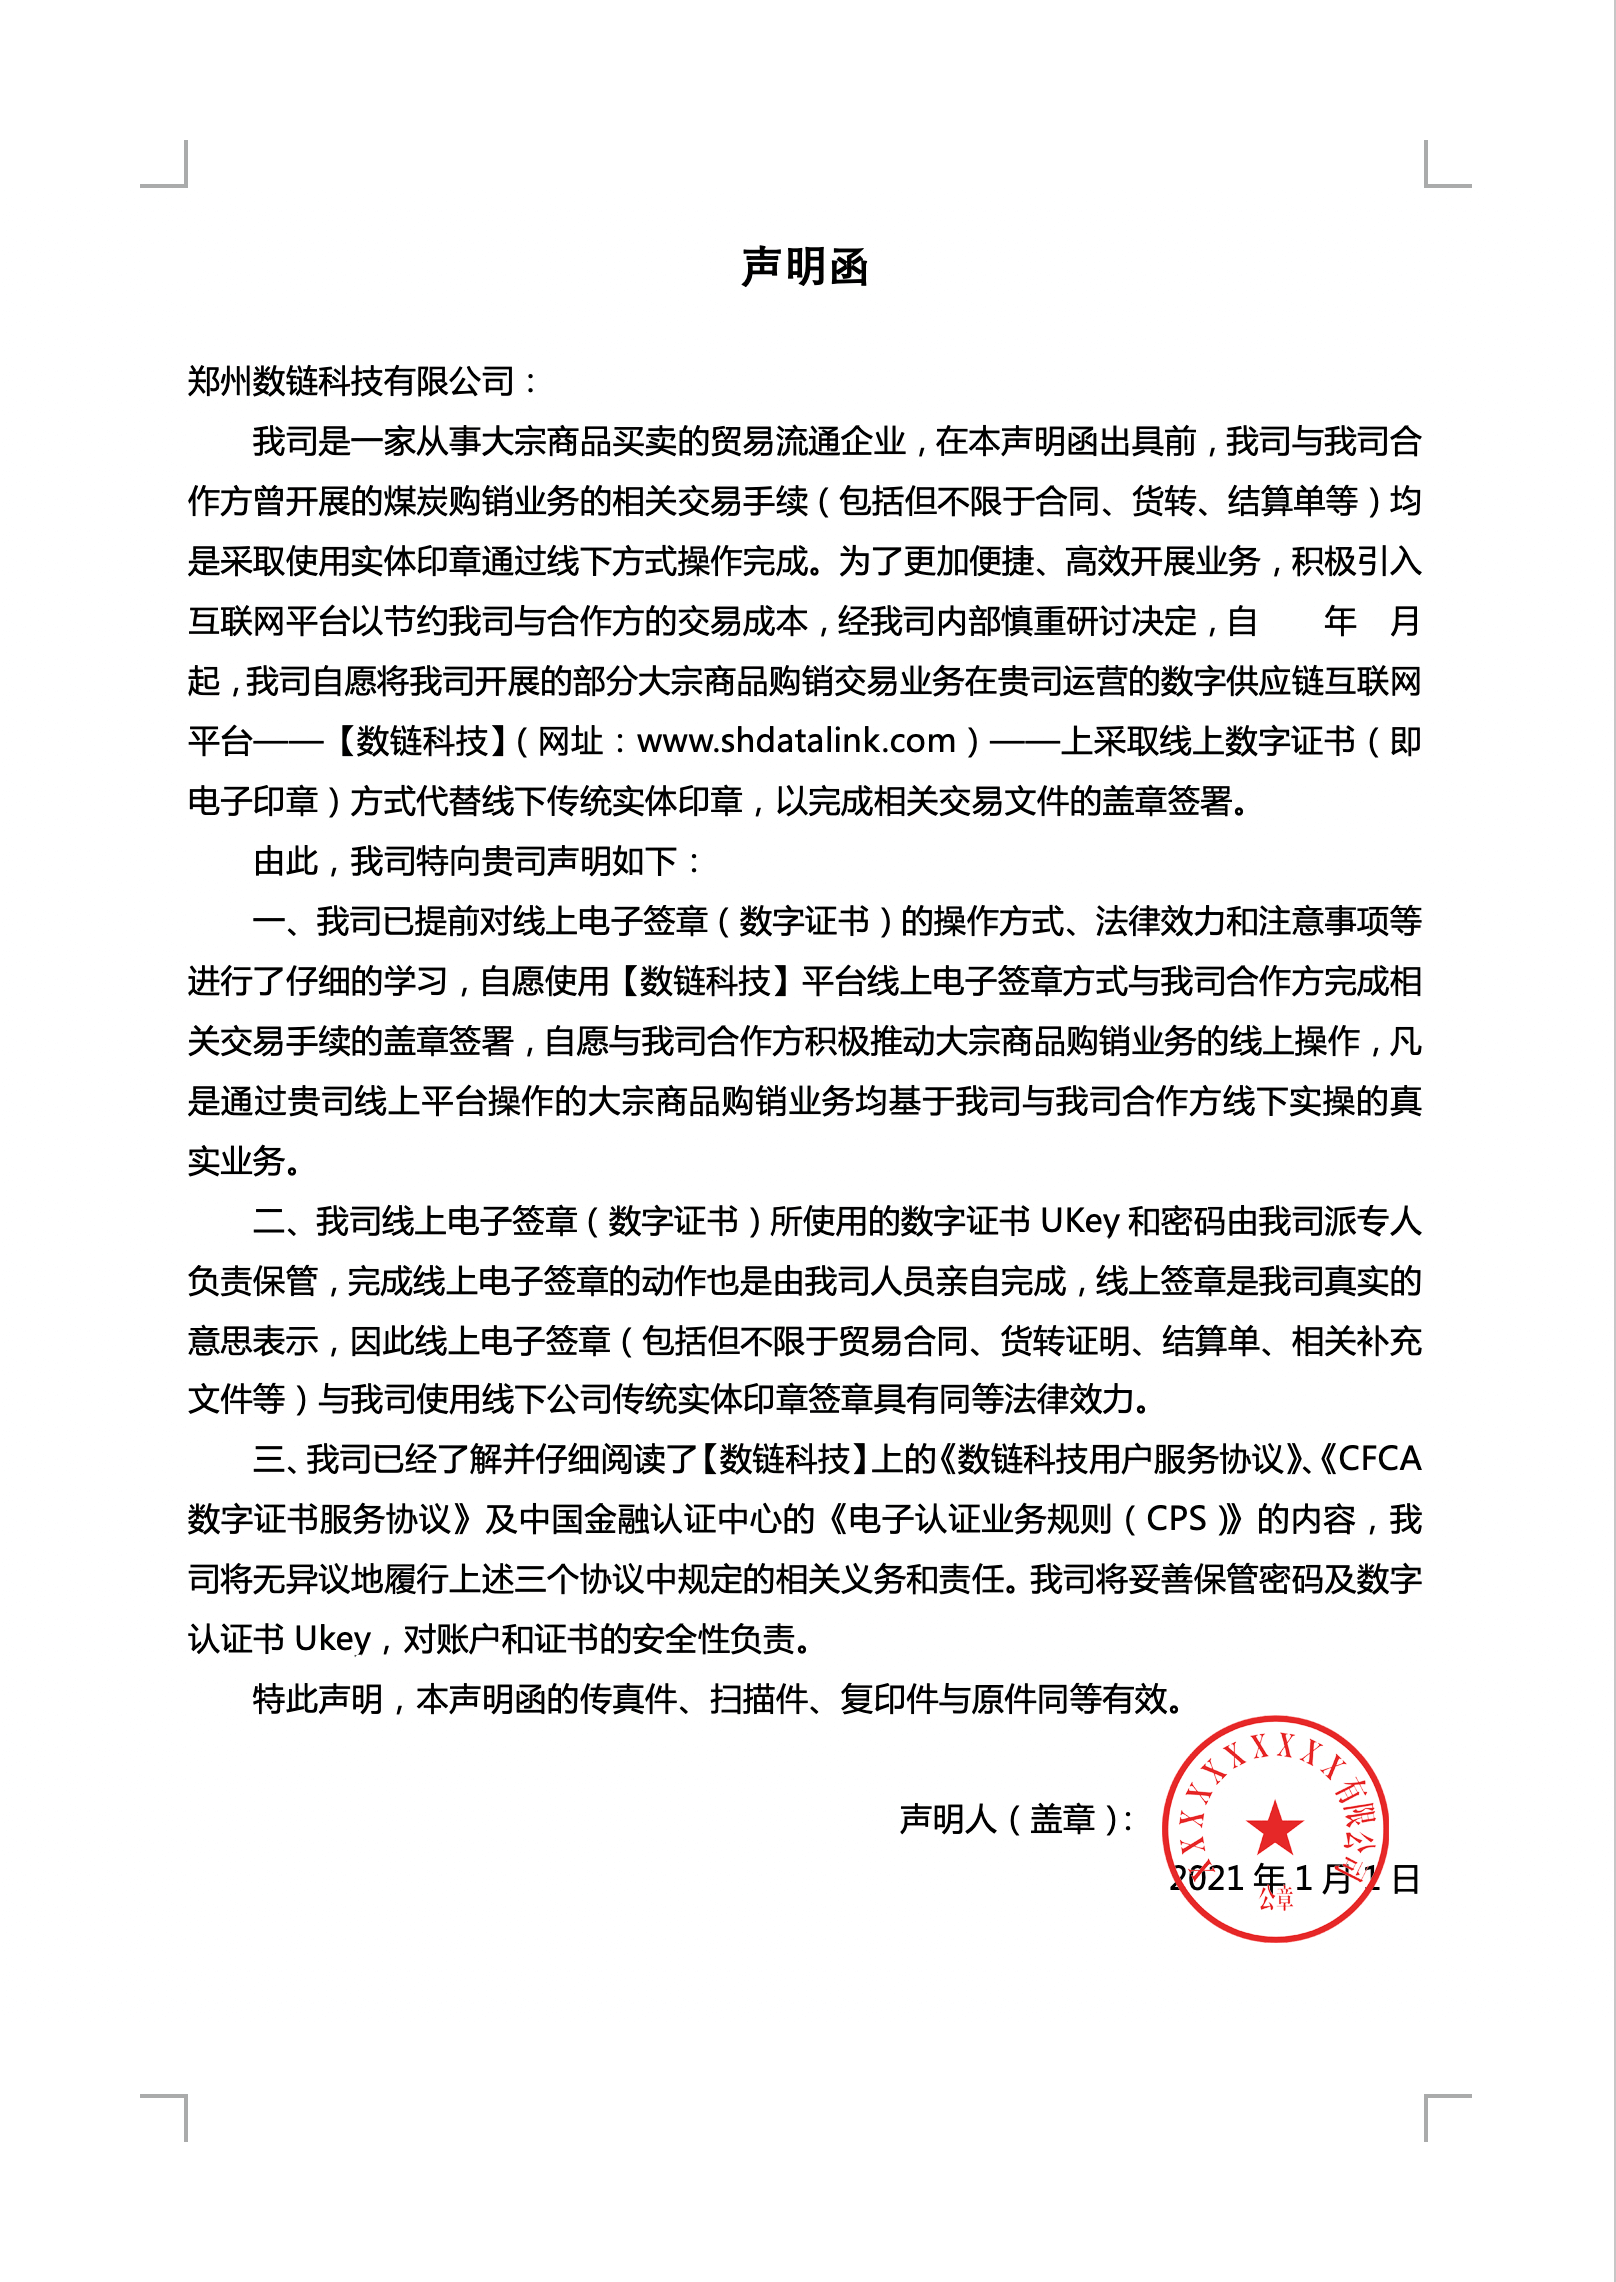 声明函
郑州数链科技有限公司：
我司是一家从事大宗商品买卖的贸易流通企业，在本声明函出具前，我司与我司合
作方曾开展的煤炭购销业务的相关交易手续（包括但不限于合同、货转、结算单等）均
是采取使用实体印章通过线下方式操作完成。为了更加便捷、高效开展业务，积极引入
互联网平台以节约我司与合作方的交易成本，经我司内部慎重研讨决定，自　　年　月
起，我司自愿将我司开展的部分大宗商品购销交易业务在贵司运营的数字供应链互联网
平台——【数链科技】（网址：www.shdatalink.com）——上采取线上数字证书（即
电子印章）方式代替线下传统实体印章，以完成相关交易文件的盖章签署。
由此，我司特向贵司声明如下：
一、我司已提前对线上电子签章（数字证书）的操作方式、法律效力和注意事项等
进行了仔细的学习，自愿使用【数链科技】平台线上电子签章方式与我司合作方完成相
关交易手续的盖章签署，自愿与我司合作方积极推动大宗商品购销业务的线上操作，凡
是通过贵司线上平台操作的大宗商品购销业务均基于我司与我司合作方线下实操的真
实业务。
二、我司线上电子签章（数字证书）所使用的数字证书 UKey 和密码由我司派专人
负责保管，完成线上电子签章的动作也是由我司人员亲自完成，线上签章是我司真实的
意思表示，因此线上电子签章（包括但不限于贸易合同、货转证明、结算单、相关补充
文件等）与我司使用线下公司传统实体印章签章具有同等法律效力。
三、我司已经了解并仔细阅读了【数链科技】上的《数链科技用户服务协议》、《CFCA
数字证书服务协议》及中国金融认证中心的《电子认证业务规则（CPS）》的内容，我
司将无异议地履行上述三个协议中规定的相关义务和责任。我司将妥善保管密码及数字
认证书 Ukey，对账户和证书的安全性负责。
特此声明，本声明函的传真件、扫描件、复印件与原件同等有效。
XXXXXXXXXX有限公司
声明人（盖章）：
2021 年 1 月 1 日
公章